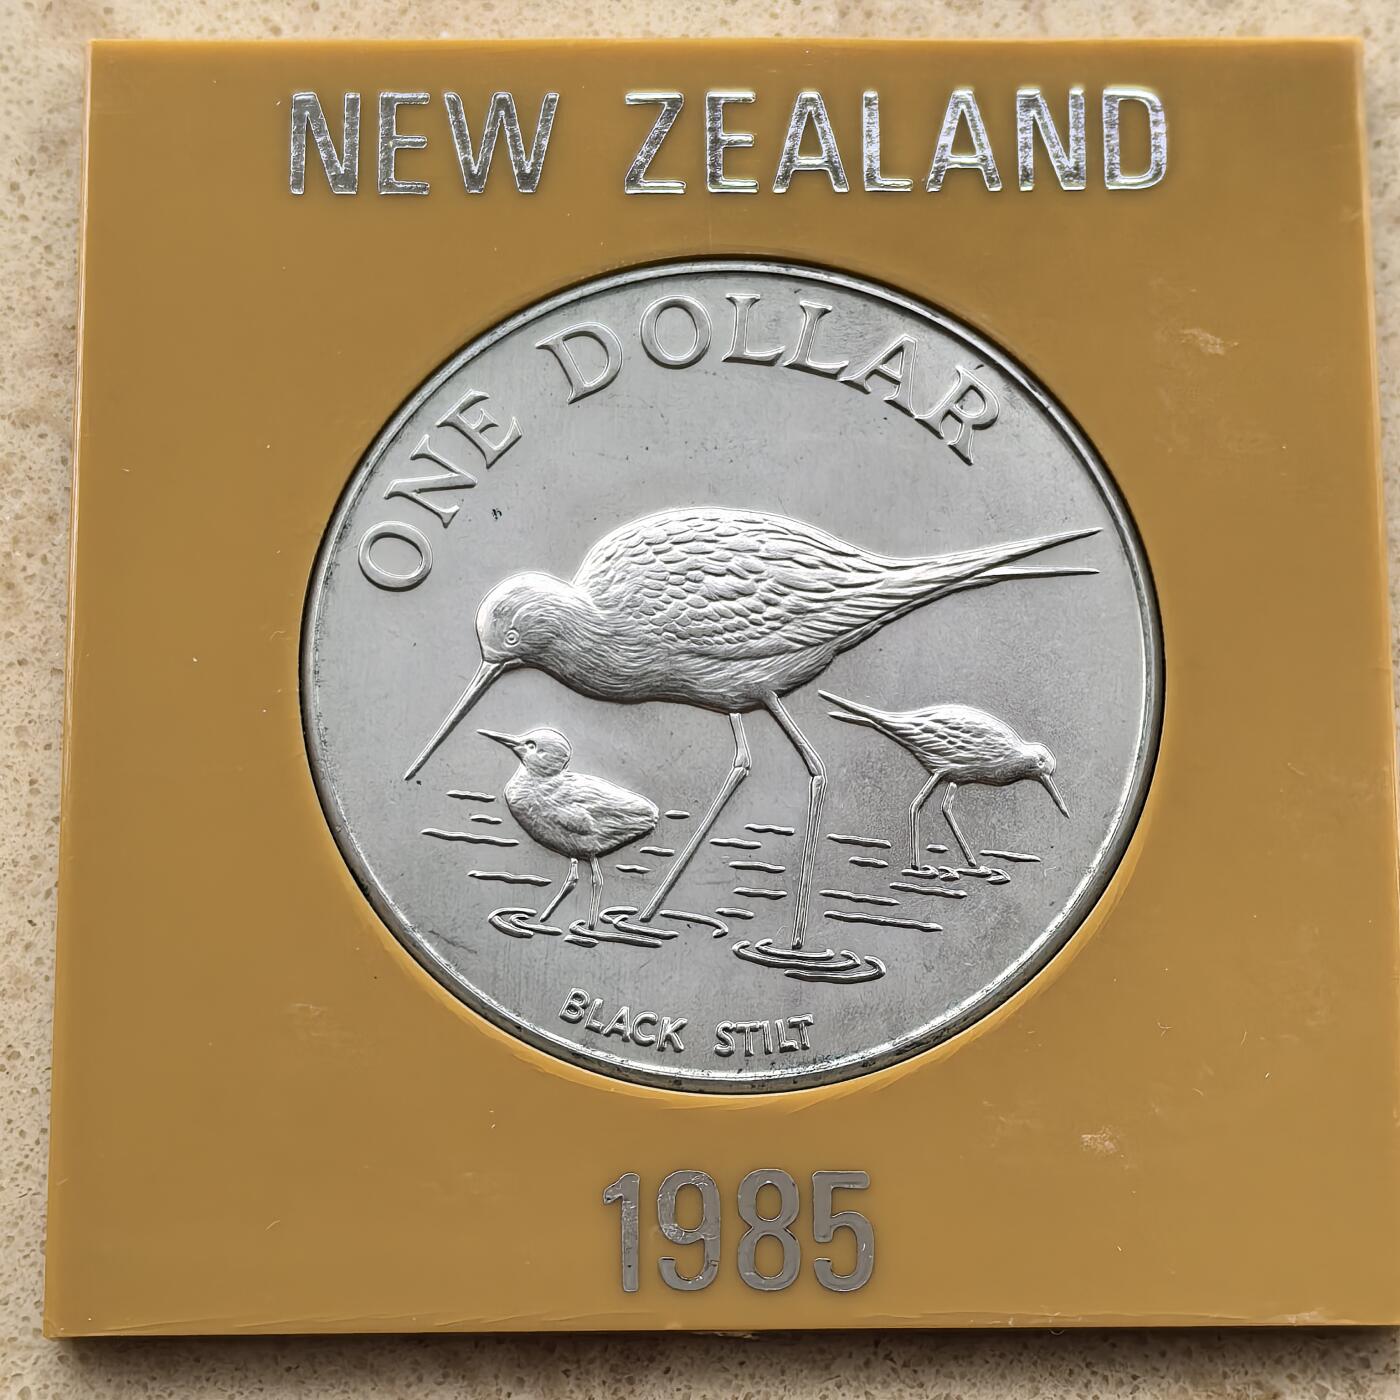 NEW ZEALAND
ONE DOLLAR
BLACK STILT
1985